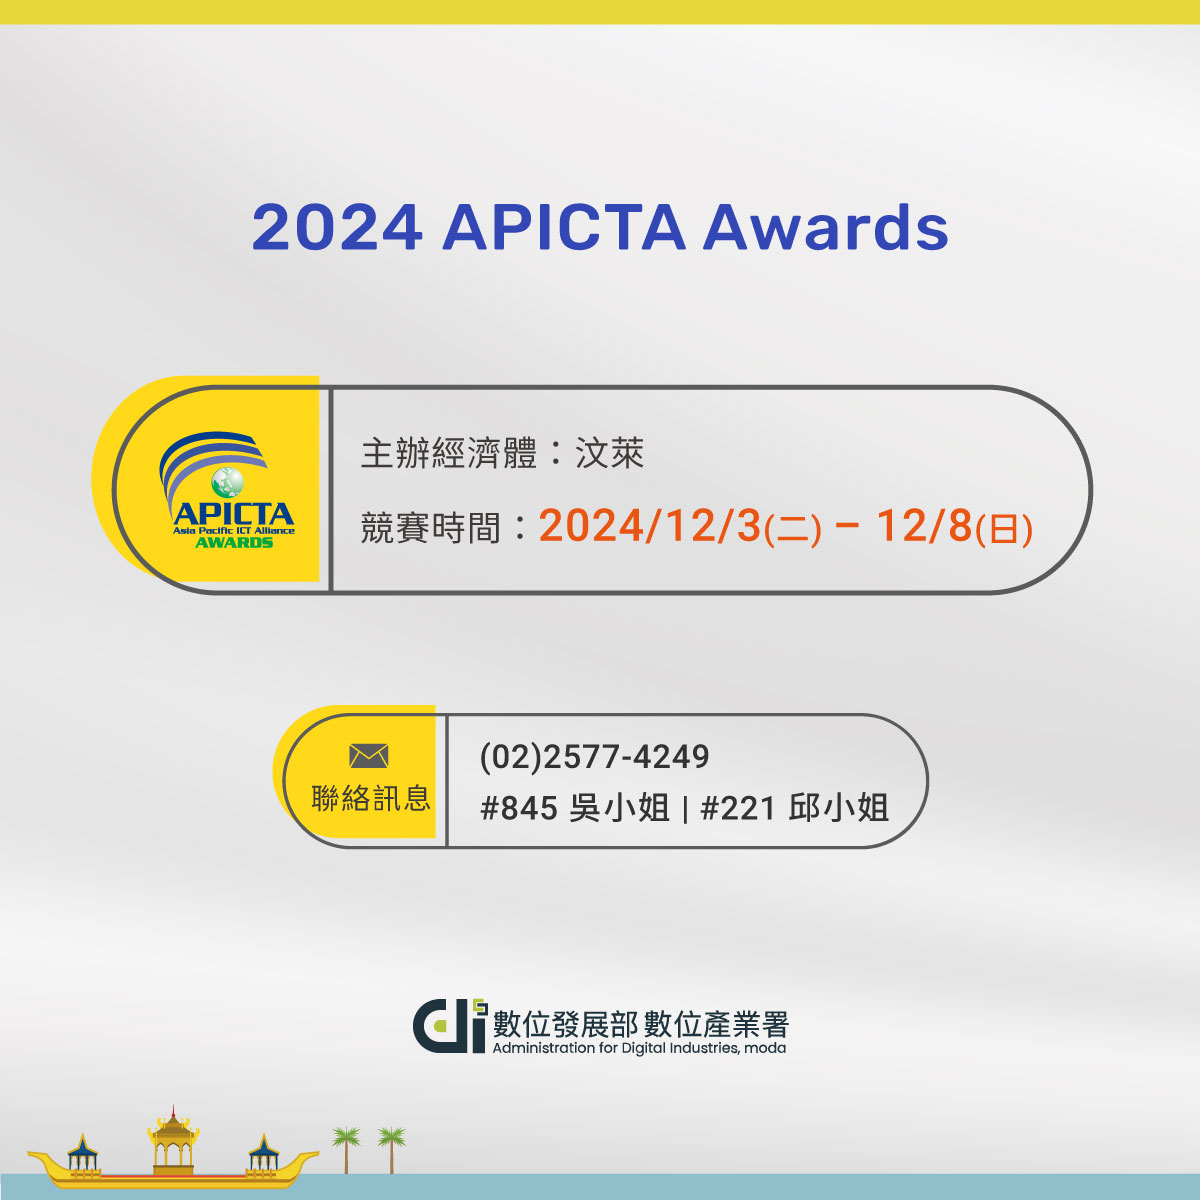 2024 APICTA Awards
APICTA
Asia Pacific ICT Alliance
AWARDS
主辦經濟體：汶萊
競賽時間：2024/12/3(二) – 12/8(日)
聯絡訊息
(02)2577-4249
#845 吳小姐 | #221 邱小姐
數位發展部 數位產業署
Administration for Digital Industries, moda